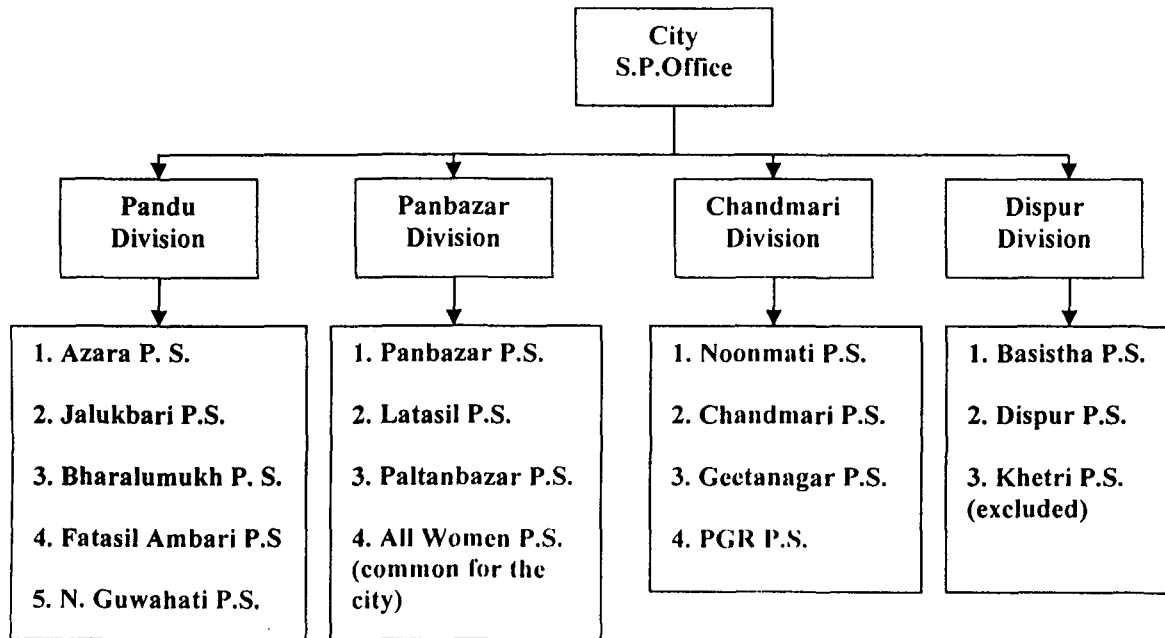 City
S.P.Office
Pandu
Division
Panbazar
Division
Chandmari
Division
Dispur
Division
1. Azara P. S.
2. Jalukbari P.S.
3. Bharalumukh P. S.
4. Fatasil Ambari P.S
5. N. Guwahati P.S.
1. Panbazar P.S.
2. Latasil P.S.
3. Paltanbazar P.S.
4. All Women P.S.
(common for the
city)
1. Noonmati P.S.
2. Chandmari P.S.
3. Geetanagar P.S.
4. PGR P.S.
1. Basistha P.S.
2. Dispur P.S.
3. Khetri P.S.
(excluded)